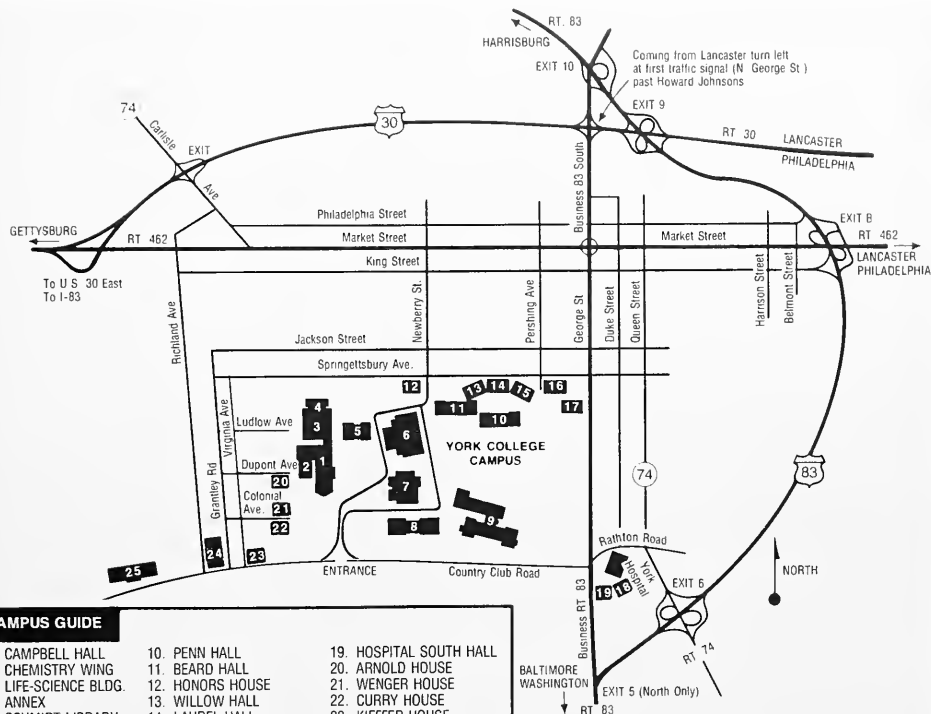 RT. 83
HARRISBURG
EXIT 10
Coming from Lancaster turn left
at first traffic signal (N George St )
past Howard Johnsons
EXIT 9
74
Carlisle
Ave
EXIT
30
RT 30
LANCASTER
PHILADELPHIA
Business 83 South
Philadelphia Street
GETTYSBURG
RT 462
Market Street
Market Street
EXIT 8
King Street
LANCASTER
PHILADELPHIA
To U S 30 East
To I-83
Richland Ave
Newberry St.
Pershing Ave
George St
Duke Street
Queen Street
Harrison Street
Belmont Street
Jackson Street
Springettsbury Ave.
Grantley Rd
Virginia Ave
Ludlow Ave
Dupont Ave
Colonial
Ave.
4
3
2
1
5
6
7
8
9
10
11
12
13
14
15
16
17
20
21
22
23
24
25
YORK COLLEGE
CAMPUS
74
83
Rathton Road
York
Hospital
19
18
ENTRANCE
Country Club Road
EXIT 6
NORTH
Business RT 83
RT 74
BALTIMORE
WASHINGTON
EXIT 5 (North Only)
RT 83
AMPUS GUIDE
CAMPBELL HALL
CHEMISTRY WING
LIFE-SCIENCE BLDG.
ANNEX
SCHMIDT LIBRARY
10. PENN HALL
11. BEARD HALL
12. HONORS HOUSE
13. WILLOW HALL
14. LAUREL HALL
19. HOSPITAL SOUTH HALL
20. ARNOLD HOUSE
21. WENGER HOUSE
22. CURRY HOUSE
23. KIEFFER HOUSE